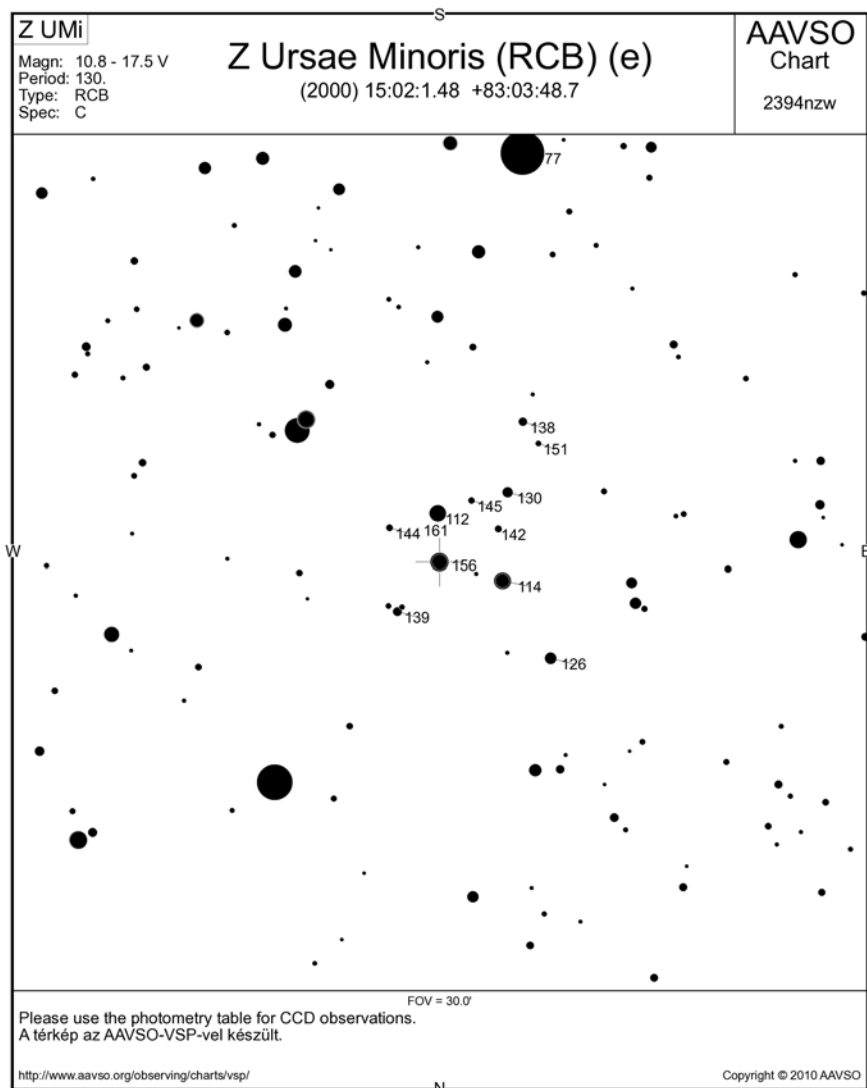 S
Z UMi
Magn: 10.8 - 17.5 V
Period: 130.
Type: RCB
Spec: C
Z Ursae Minoris (RCB) (e)
(2000) 15:02:1.48 +83:03:48.7
AAVSO
Chart
2394nzw
77
138
151
130
145
112
144 161
142
W
E
156
114
139
126
FOV = 30.0'
Please use the photometry table for CCD observations.
A térkép az AAVSO-VSP-vel készült.
http://www.aavso.org/observing/charts/vsp/
Copyright © 2010 AAVSO
N